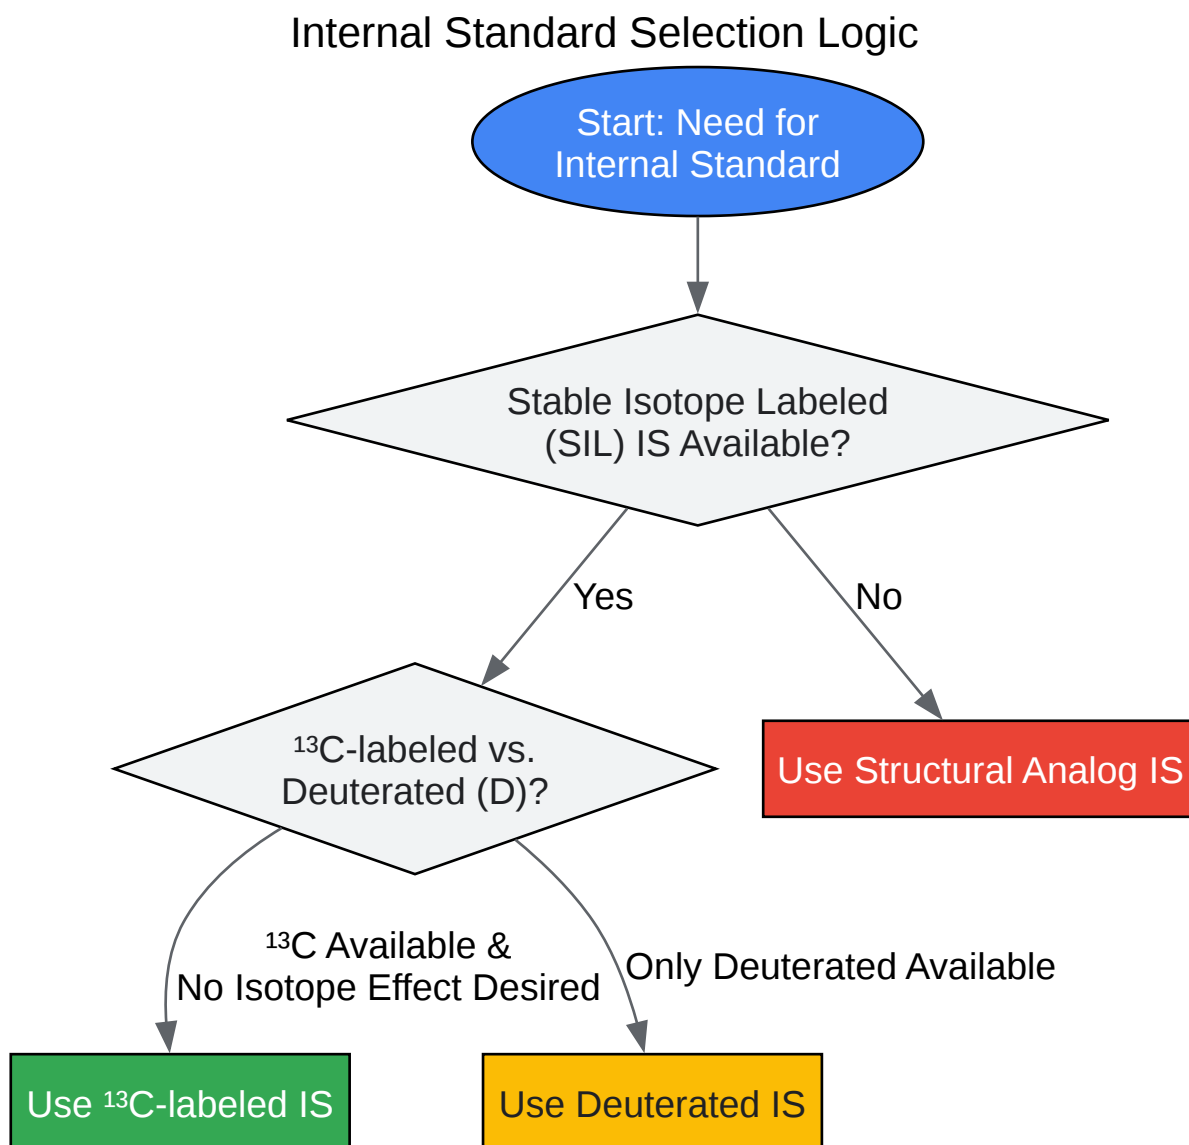 Internal Standard Selection Logic
Start: Need for
Internal Standard
Stable Isotope Labeled
(SIL) IS Available?
Yes
No
¹³C-labeled vs.
Deuterated (D)?
Use Structural Analog IS
¹³C Available &
No Isotope Effect Desired
Only Deuterated Available
Use ¹³C-labeled IS
Use Deuterated IS